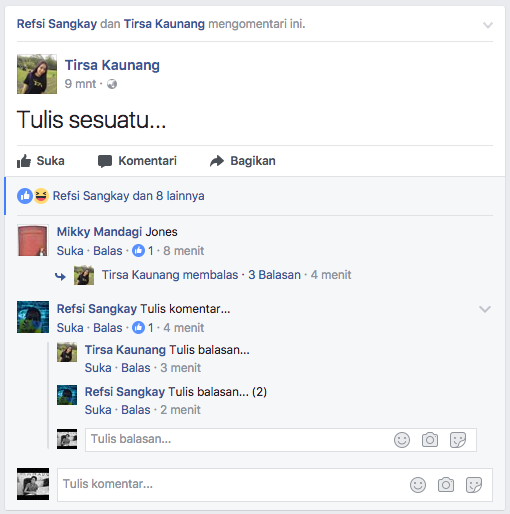 Refsi Sangkay dan Tirsa Kaunang mengomentari ini.
Tirsa Kaunang
9 mnt ·
Tulis sesuatu...
Suka Komentari Bagikan
Refsi Sangkay dan 8 lainnya
Mikky Mandagi Jones
Suka · Balas · 1 · 8 menit
Tirsa Kaunang membalas · 3 Balasan · 4 menit
Refsi Sangkay Tulis komentar...
Suka · Balas · 1 · 4 menit
Tirsa Kaunang Tulis balasan...
Suka · Balas · 3 menit
Refsi Sangkay Tulis balasan... (2)
Suka · Balas · 2 menit
Tulis balasan...
Tulis komentar...